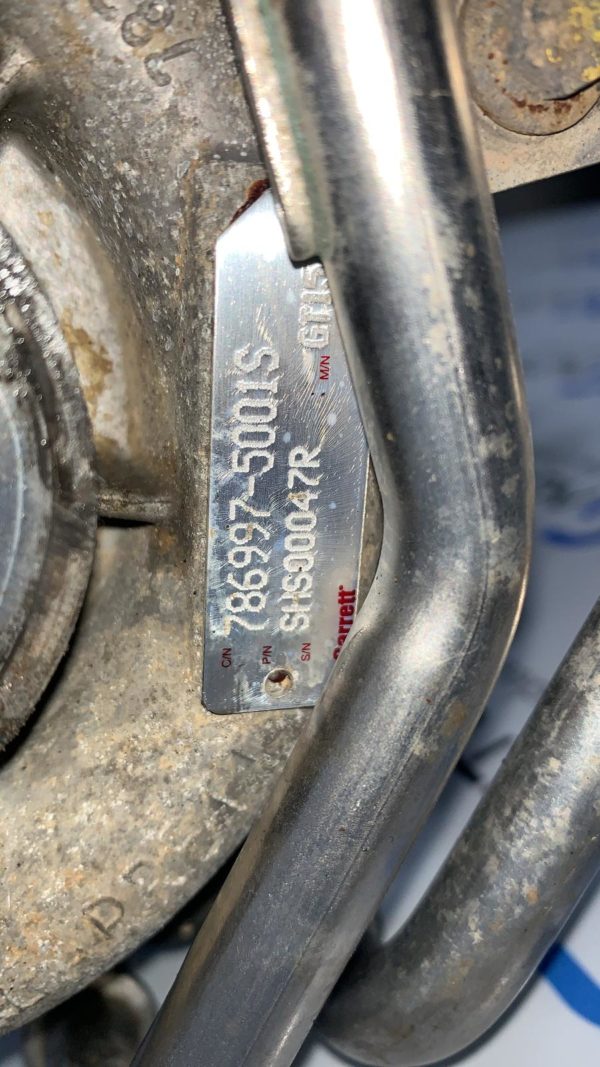 C/N 786997-5001S
P/N SHS00047R
S/N M/N GT15
Garrett